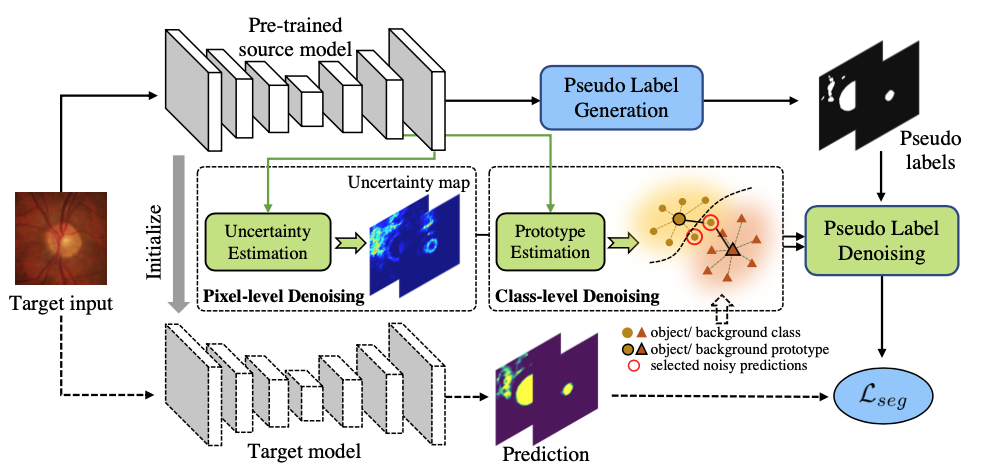 Pre-trained
source model
Pseudo Label
Generation
Pseudo
labels
Initialize
Uncertainty map
Uncertainty
Estimation
Prototype
Estimation
Pseudo Label
Denoising
Pixel-level Denoising
Class-level Denoising
Target input
object/ background class
object/ background prototype
selected noisy predictions
Target model
Prediction
ℒseg